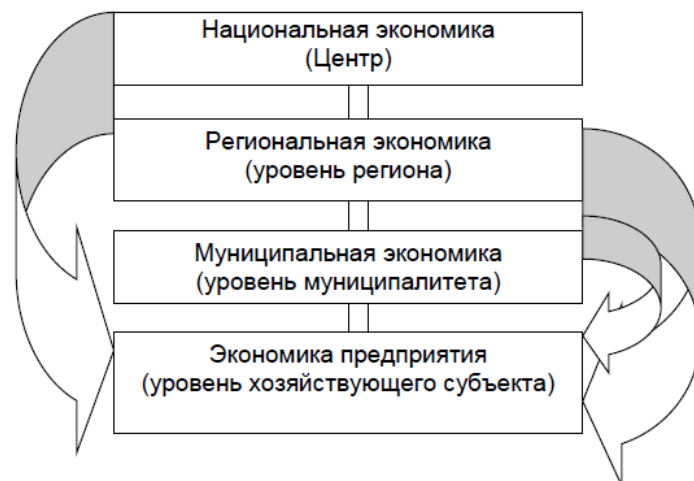 Национальная экономика
(Центр)
Региональная экономика
(уровень региона)
Муниципальная экономика
(уровень муниципалитета)
Экономика предприятия
(уровень хозяйствующего субъекта)